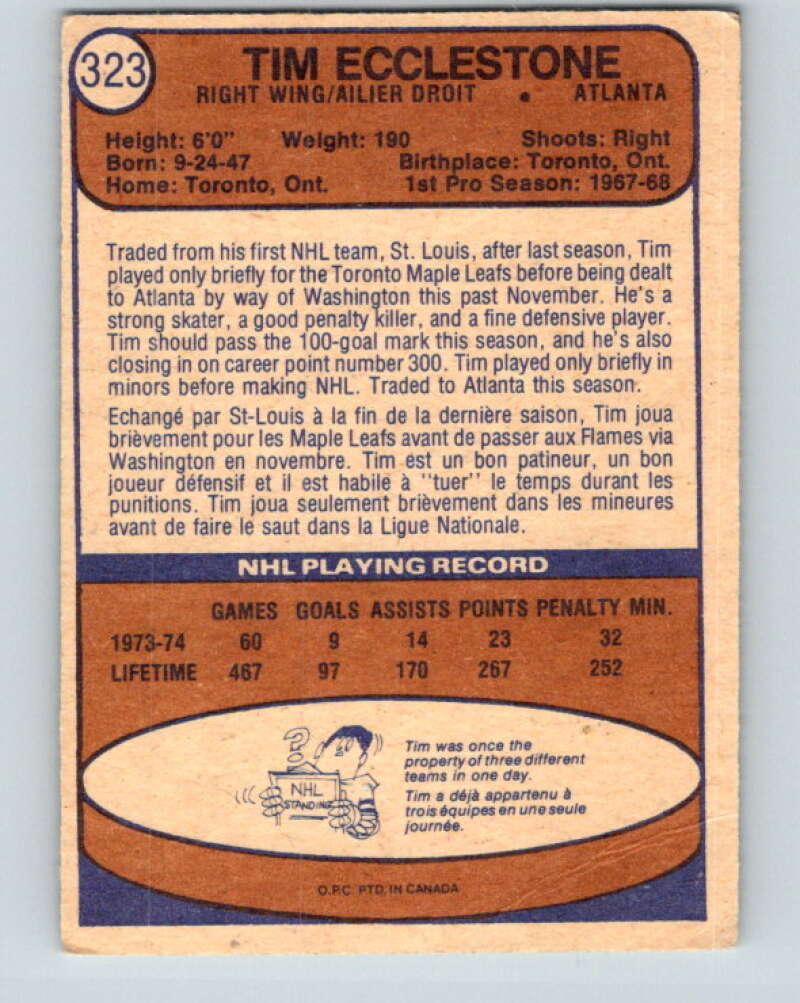 323
TIM ECCLESTONE
RIGHT WING/AILIER DROIT • ATLANTA
Height: 6'0" Weight: 190 Shoots: Right
Born: 9-24-47 Birthplace: Toronto, Ont.
Home: Toronto, Ont. 1st Pro Season: 1967-68
Traded from his first NHL team, St. Louis, after last season, Tim
played only briefly for the Toronto Maple Leafs before being dealt
to Atlanta by way of Washington this past November. He's a
strong skater, a good penalty killer, and a fine defensive player.
Tim should pass the 100-goal mark this season, and he's also
closing in on career point number 300. Tim played only briefly in
minors before making NHL. Traded to Atlanta this season.
Echangé par St-Louis à la fin de la dernière saison, Tim joua
brièvement pour les Maple Leafs avant de passer aux Flames via
Washington en novembre. Tim est un bon patineur, un bon
joueur défensif et il est habile à "tuer" le temps durant les
punitions. Tim joua seulement brièvement dans les mineures
avant de faire le saut dans la Ligue Nationale.
NHL PLAYING RECORD
GAMES GOALS ASSISTS POINTS PENALTY MIN.
1973-74 60 9 14 23 32
LIFETIME 467 97 170 267 252
?
NHL
STANDING
Tim was once the
property of three different
teams in one day.
Tim a déjà appartenu à
trois équipes en une seule
journée.
O.P.C. PTD. IN CANADA